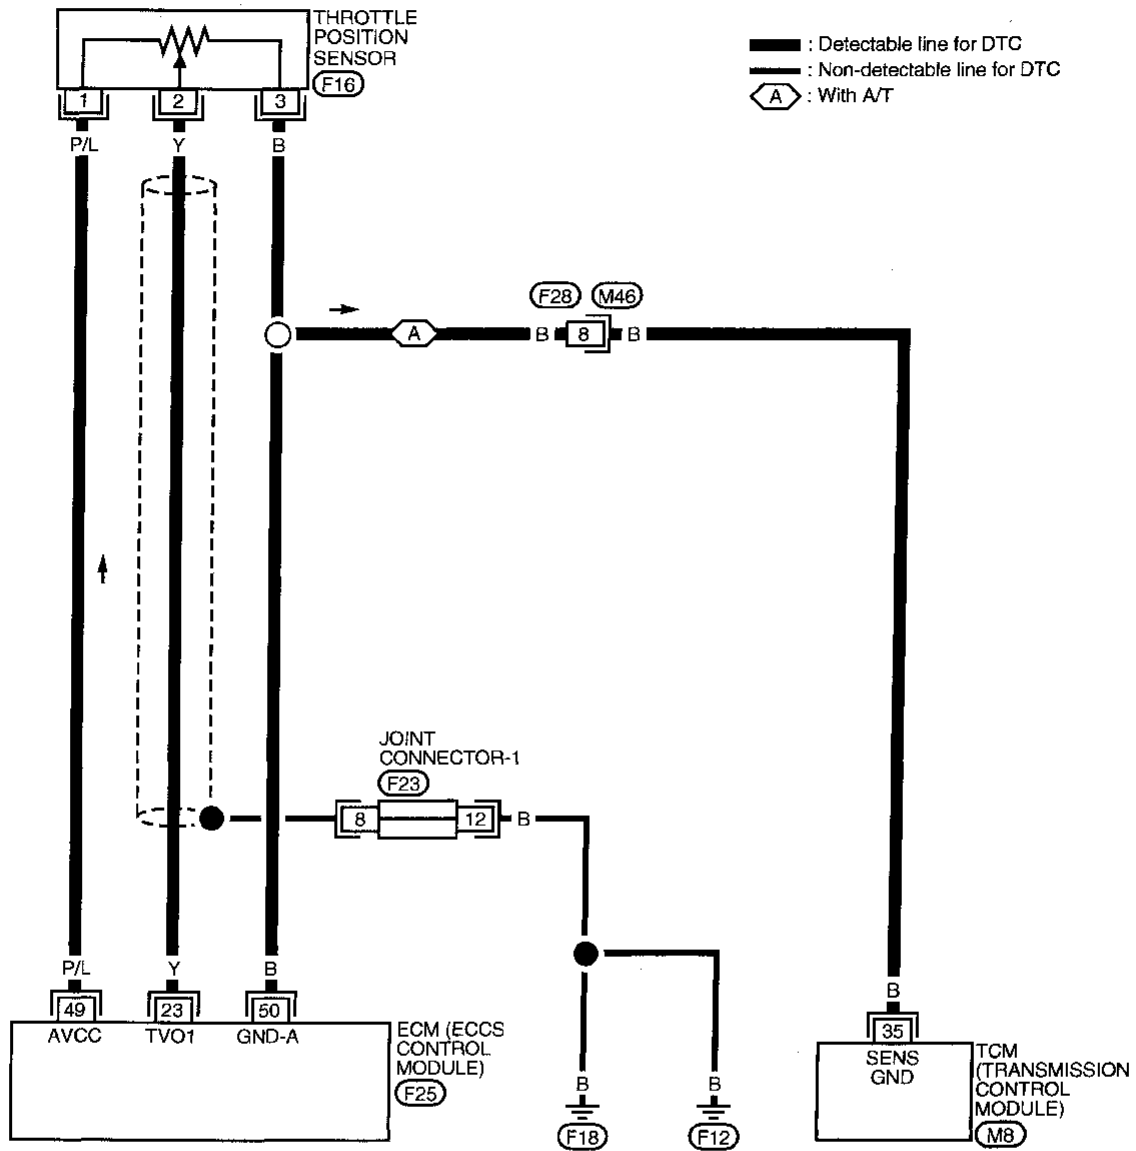 THROTTLE
POSITION
SENSOR
F16
: Detectable line for DTC
: Non-detectable line for DTC
A : With A/T
1 2 3
P/L Y B
F28 M46
A B 8 B
JOINT
CONNECTOR-1
F23
8 12 B
P/L Y B
49 23 50
AVCC TVO1 GND-A
ECM (ECCS
CONTROL
MODULE)
F25
B
35
SENS
GND
TCM
(TRANSMISSION
CONTROL
MODULE)
M8
B B
F18 F12